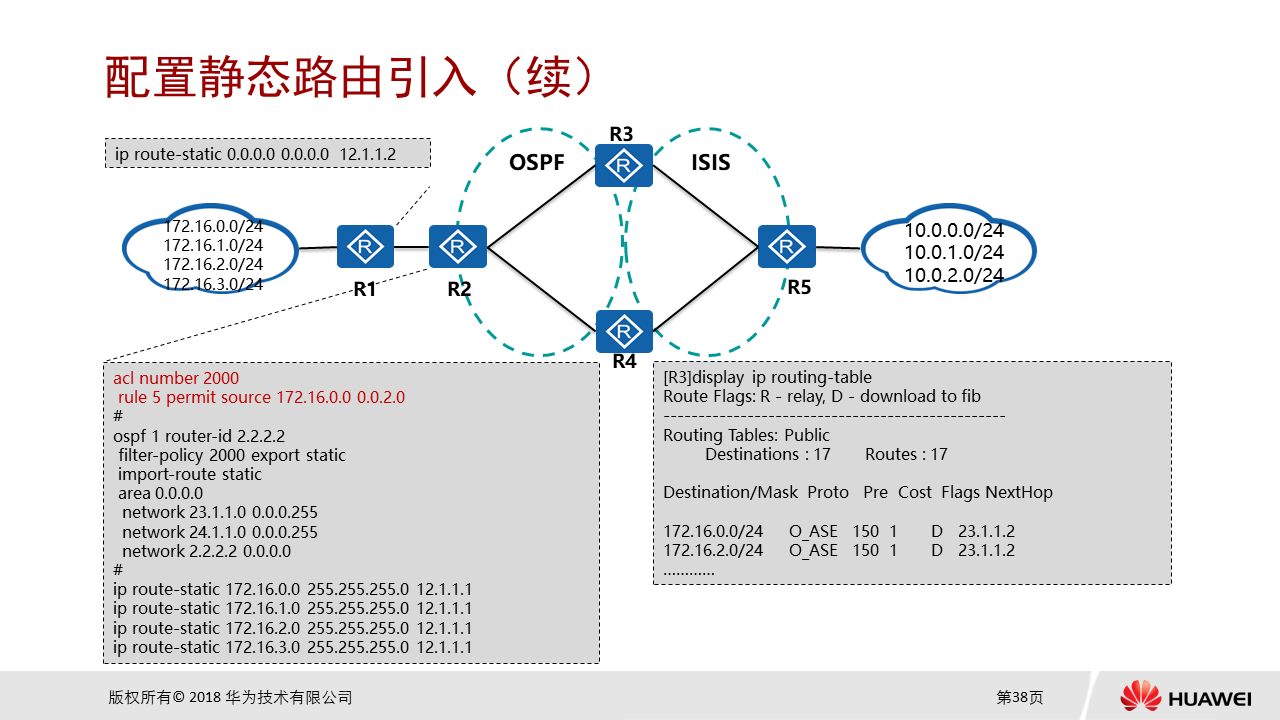 配置静态路由引入（续）
ip route-static 0.0.0.0 0.0.0.0 12.1.1.2
R3
OSPF
ISIS
172.16.0.0/24
172.16.1.0/24
172.16.2.0/24
172.16.3.0/24
R
R
R
R
R
10.0.0.0/24
10.0.1.0/24
10.0.2.0/24
R1
R2
R5
R4
acl number 2000
rule 5 permit source 172.16.0.0 0.0.2.0
#
ospf 1 router-id 2.2.2.2
filter-policy 2000 export static
import-route static
area 0.0.0.0
network 23.1.1.0 0.0.0.255
network 24.1.1.0 0.0.0.255
network 2.2.2.2 0.0.0.0
#
ip route-static 172.16.0.0 255.255.255.0 12.1.1.1
ip route-static 172.16.1.0 255.255.255.0 12.1.1.1
ip route-static 172.16.2.0 255.255.255.0 12.1.1.1
ip route-static 172.16.3.0 255.255.255.0 12.1.1.1
[R3]display ip routing-table
Route Flags: R - relay, D - download to fib
------------------------------------------------
Routing Tables: Public
Destinations : 17 Routes : 17
Destination/Mask Proto Pre Cost Flags NextHop
172.16.0.0/24 O_ASE 150 1 D 23.1.1.2
172.16.2.0/24 O_ASE 150 1 D 23.1.1.2
............
版权所有© 2018 华为技术有限公司
第38页
HUAWEI